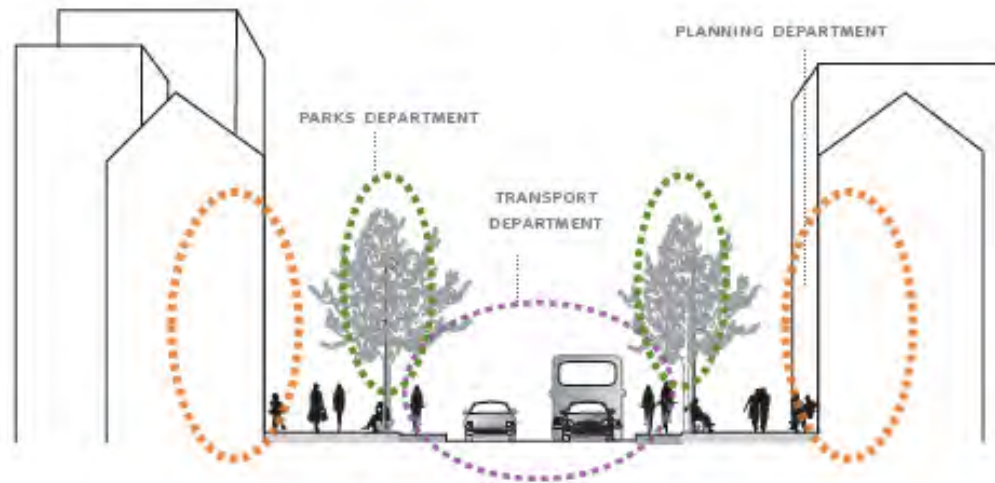 PLANNING DEPARTMENT
PARKS DEPARTMENT
TRANSPORT
DEPARTMENT